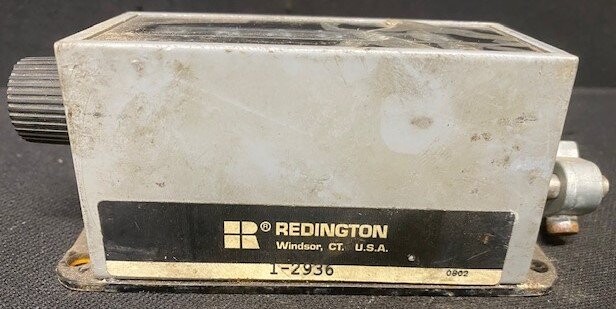 ® REDINGTON
Windsor, CT. U.S.A.
1-2936
0802